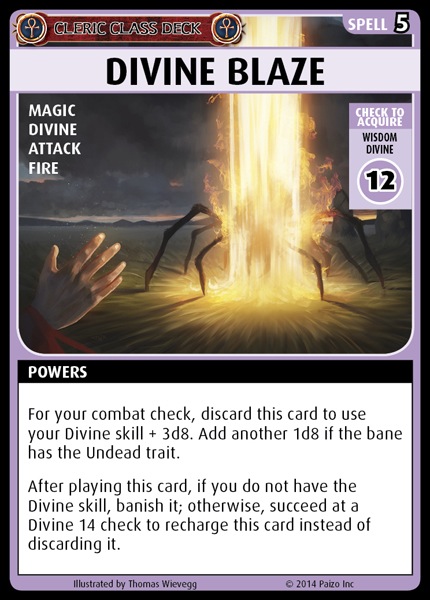 CLERIC CLASS DECK
SPELL 5
DIVINE BLAZE
MAGIC
DIVINE
ATTACK
FIRE
CHECK TO
ACQUIRE
WISDOM
DIVINE
12
POWERS
For your combat check, discard this card to use
your Divine skill + 3d8. Add another 1d8 if the bane
has the Undead trait.
After playing this card, if you do not have the
Divine skill, banish it; otherwise, succeed at a
Divine 14 check to recharge this card instead of
discarding it.
Illustrated by Thomas Wievegg
© 2014 Paizo Inc